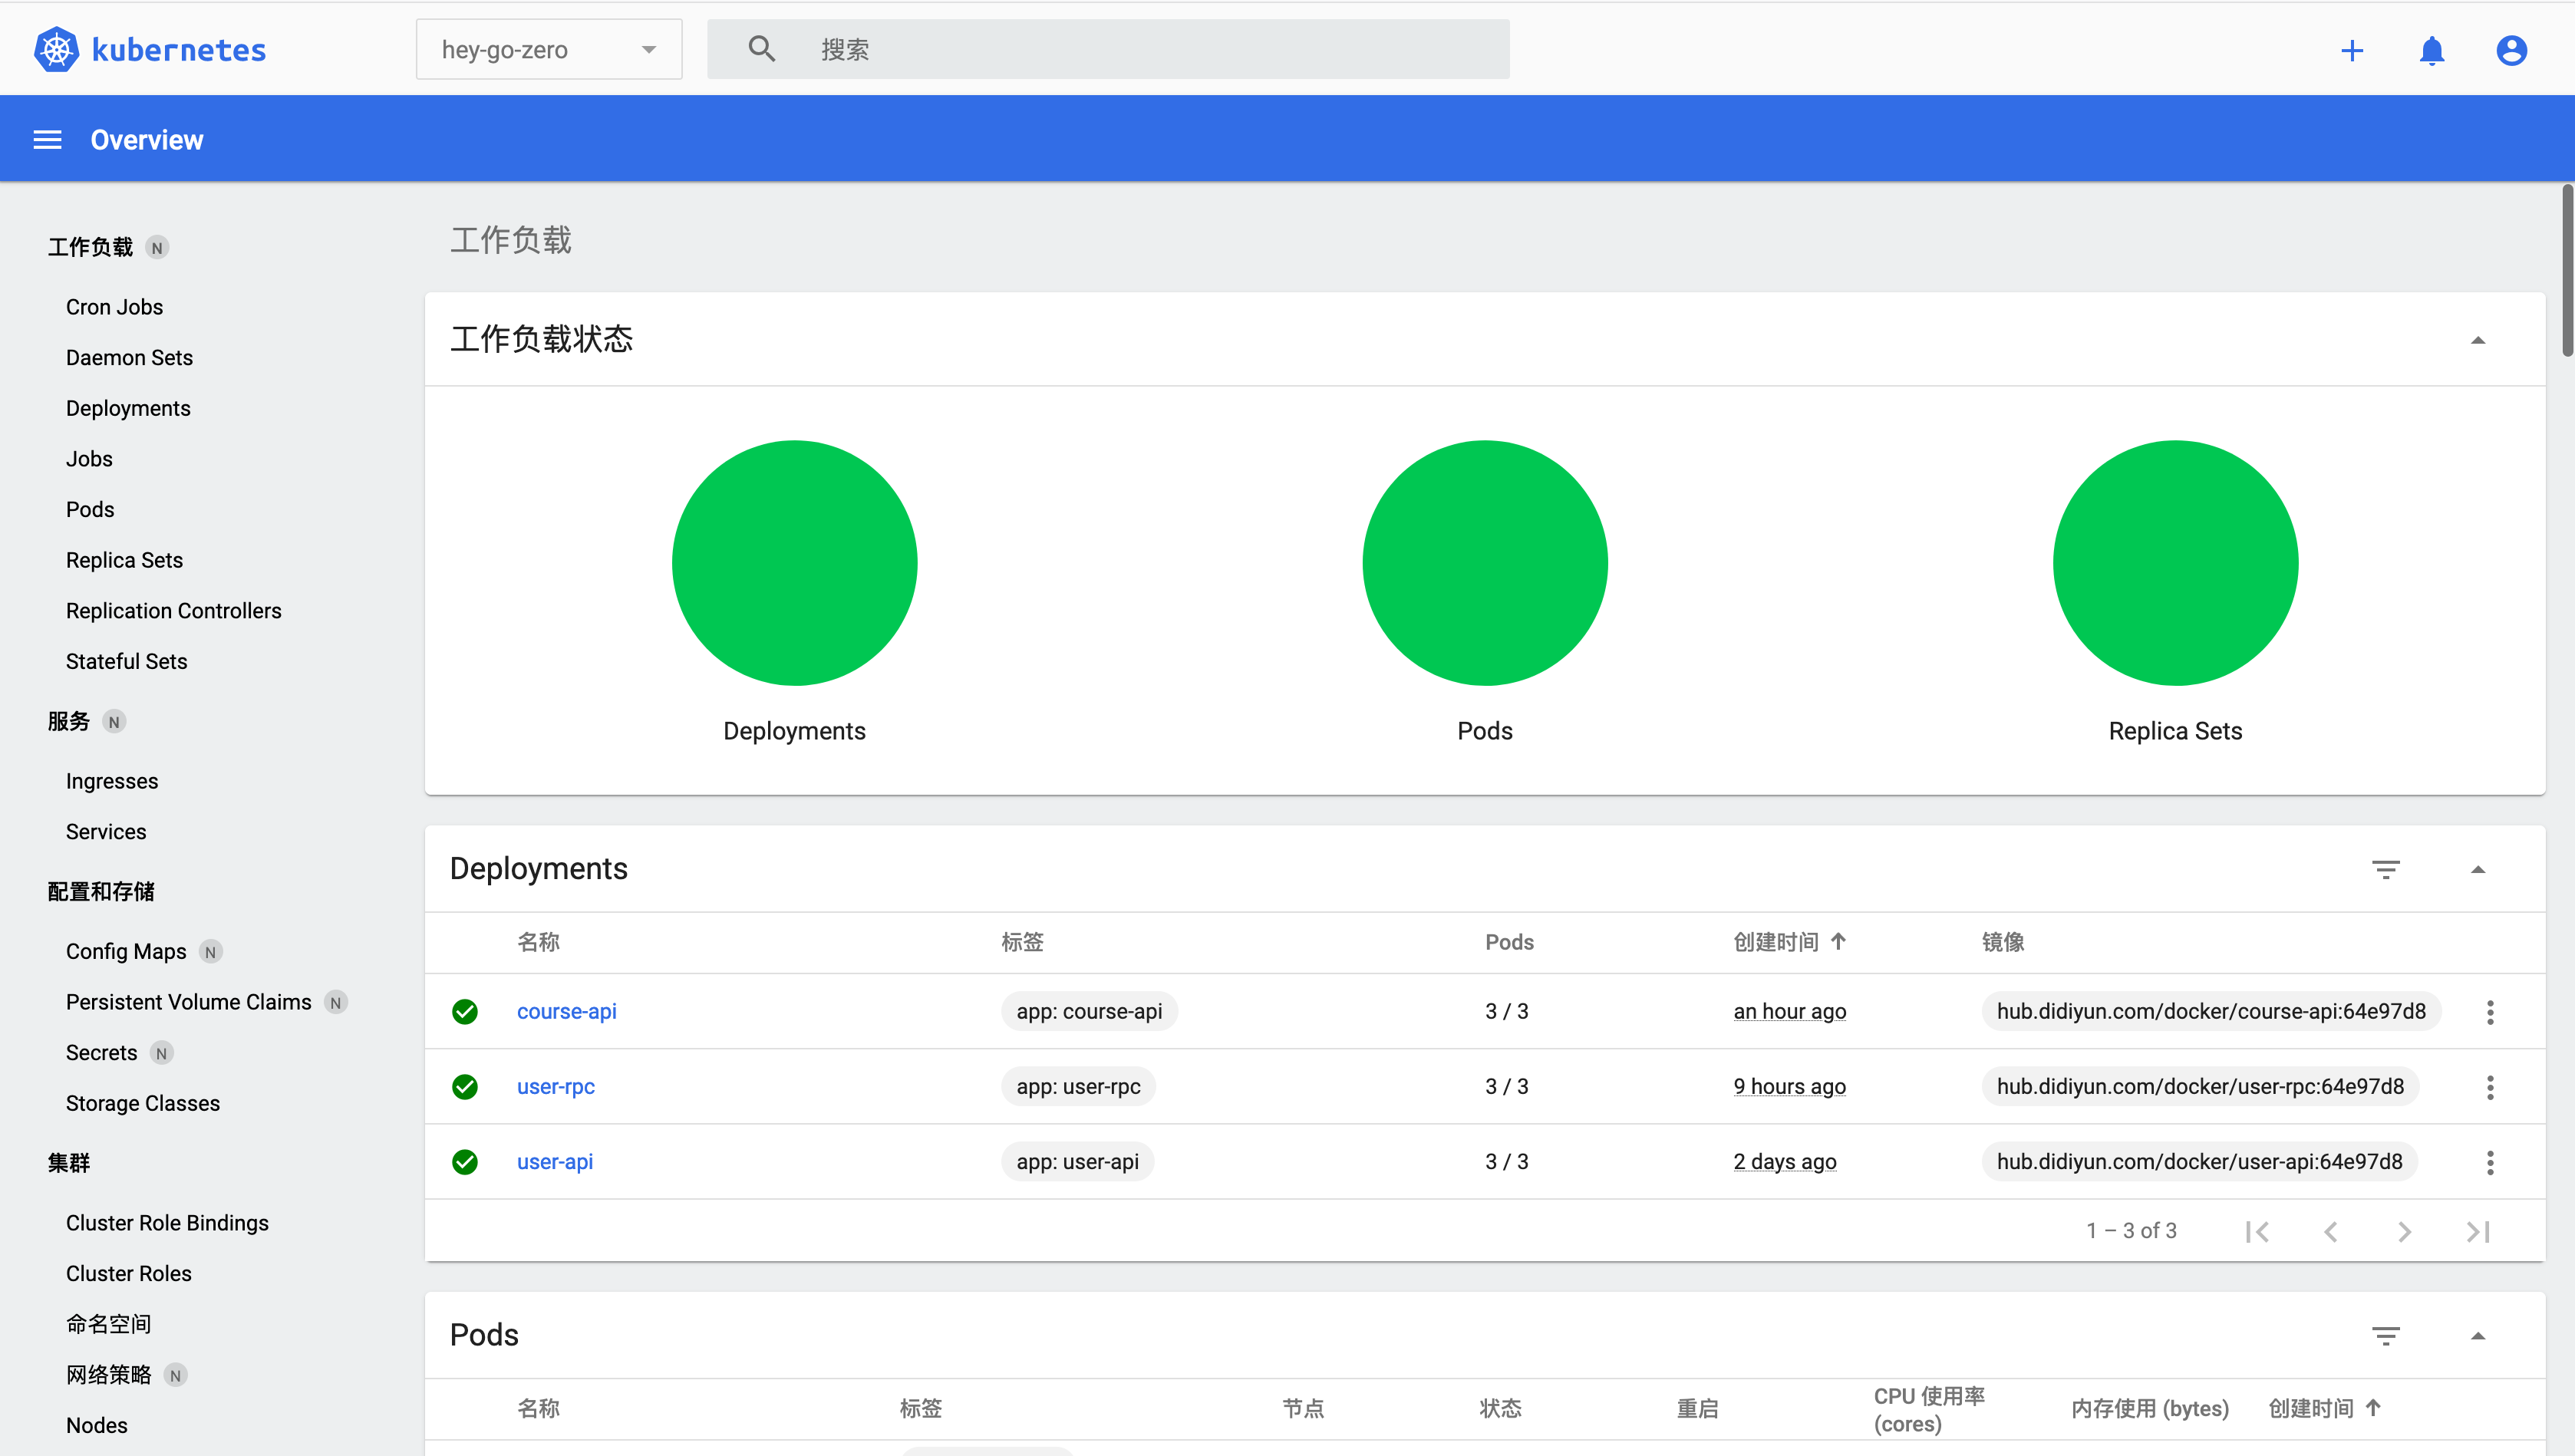 kubernetes
hey-go-zero
搜索
Overview
工作负载 N
Cron Jobs
Daemon Sets
Deployments
Jobs
Pods
Replica Sets
Replication Controllers
Stateful Sets
服务 N
Ingresses
Services
配置和存储
Config Maps N
Persistent Volume Claims N
Secrets N
Storage Classes
集群
Cluster Role Bindings
Cluster Roles
命名空间
网络策略 N
Nodes
工作负载
工作负载状态
Deployments Pods Replica Sets
Deployments
名称 标签 Pods 创建时间 镜像
course-api app: course-api 3 / 3 an hour ago hub.didiyun.com/docker/course-api:64e97d8
user-rpc app: user-rpc 3 / 3 9 hours ago hub.didiyun.com/docker/user-rpc:64e97d8
user-api app: user-api 3 / 3 2 days ago hub.didiyun.com/docker/user-api:64e97d8
1 – 3 of 3
Pods
名称 标签 节点 状态 重启 CPU 使用率 (cores) 内存使用 (bytes) 创建时间